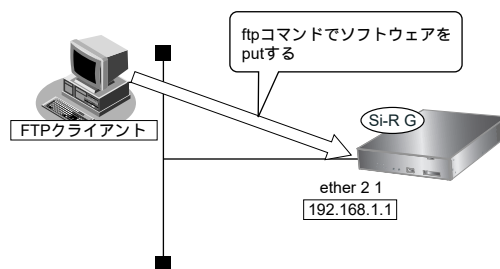 ftpコマンドでソフトウェアを
putする
FTPクライアント
Si-R G
ether 2 1
192.168.1.1